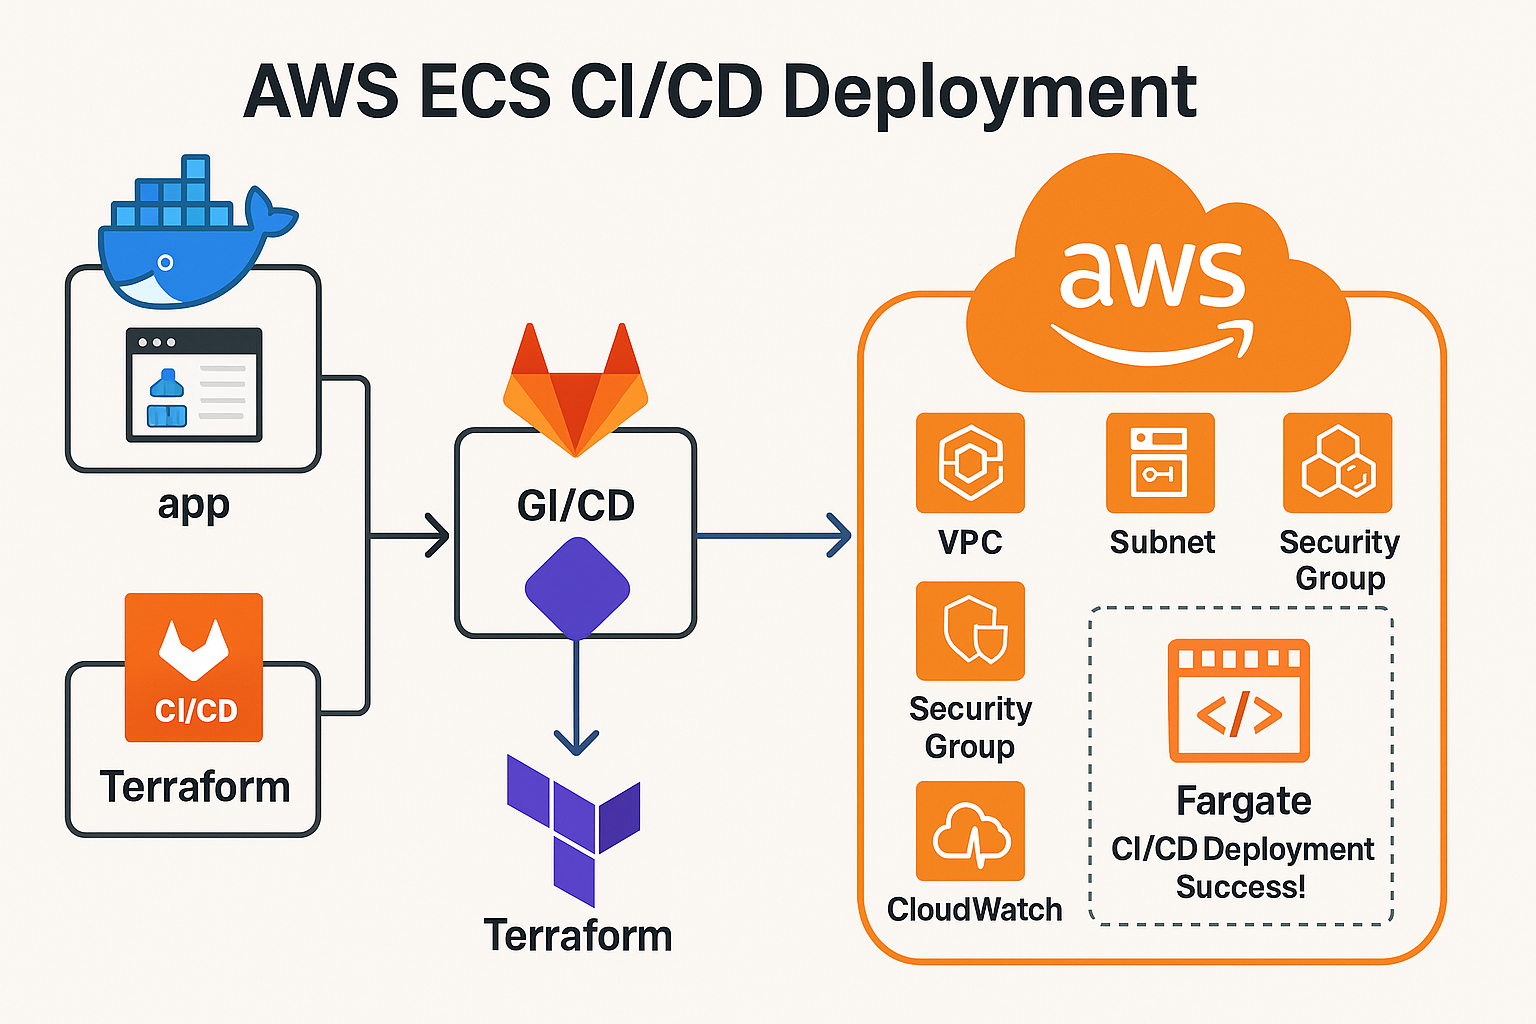 AWS ECS CI/CD Deployment
app
CI/CD
Terraform
GI/CD
Terraform
aws
VPC
Subnet
Security
Group
Security
Group
CloudWatch
</>
Fargate
CI/CD Deployment
Success!